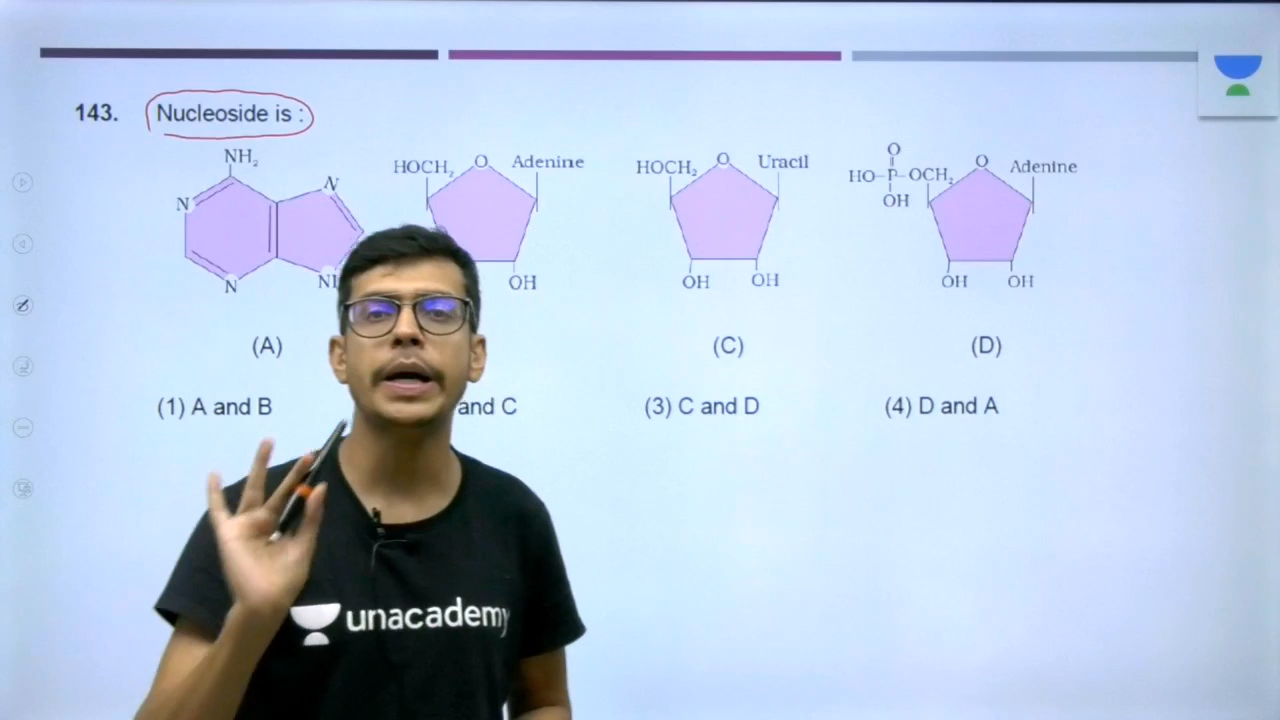 143. Nucleoside is :
NH₂
N
N
N
NH
(A)
HOCH₂ O Adenine
OH
HOCH₂ O Uracil
OH OH
(C)
O
HO–P–OCH₂ O Adenine
OH
OH OH
(D)
(1) A and B
and C
(3) C and D
(4) D and A
unacademy